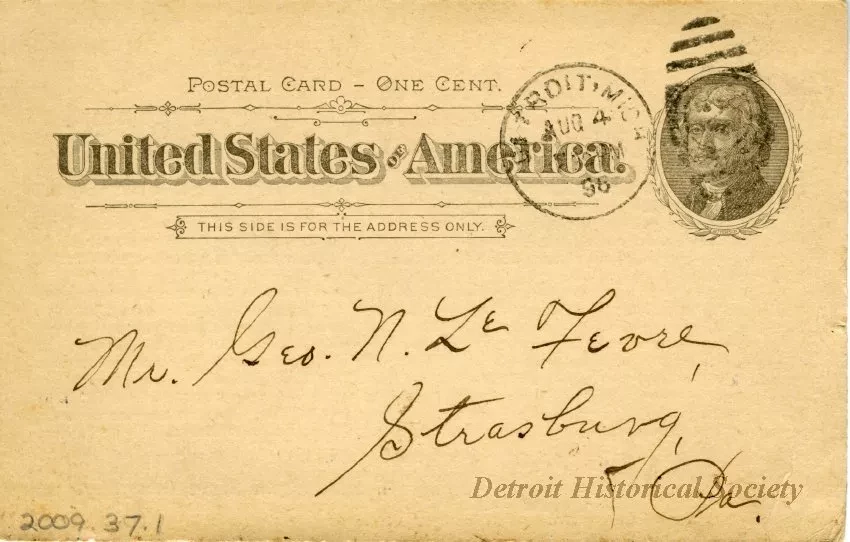 POSTAL CARD – ONE CENT.
United States OF America.
THIS SIDE IS FOR THE ADDRESS ONLY.
DETROIT, MICH
AUG 4
96
Mr. Geo. N. Le Fevre,
Strasburg,
Pa.
Detroit Historical Society
2009.37.1